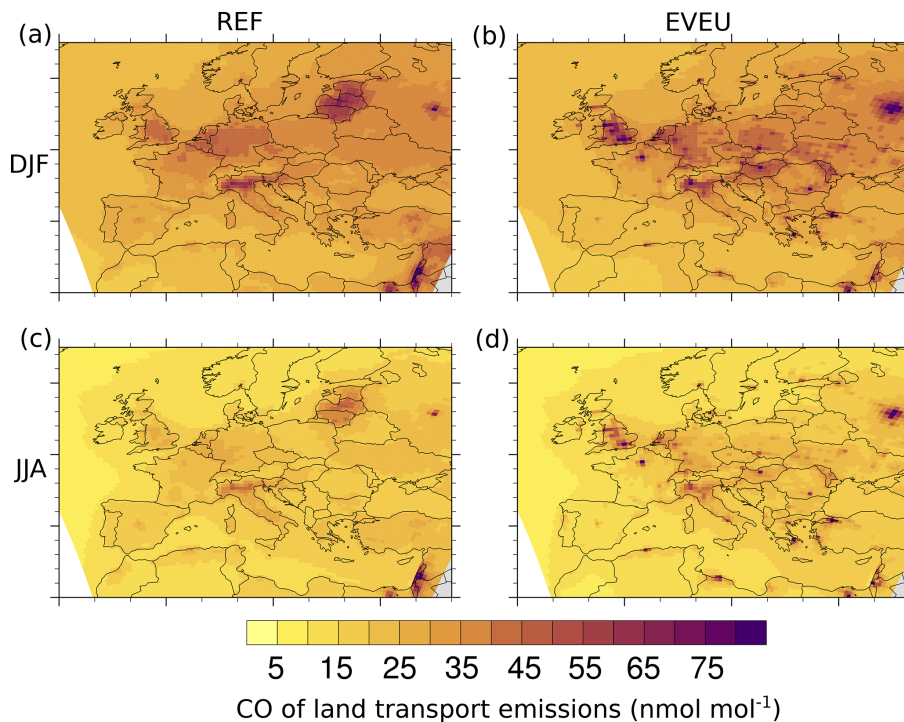 REF
EVEU
(a)
(b)
DJF
(c)
(d)
JJA
5 15 25 35 45 55 65 75
CO of land transport emissions (nmol mol⁻¹)